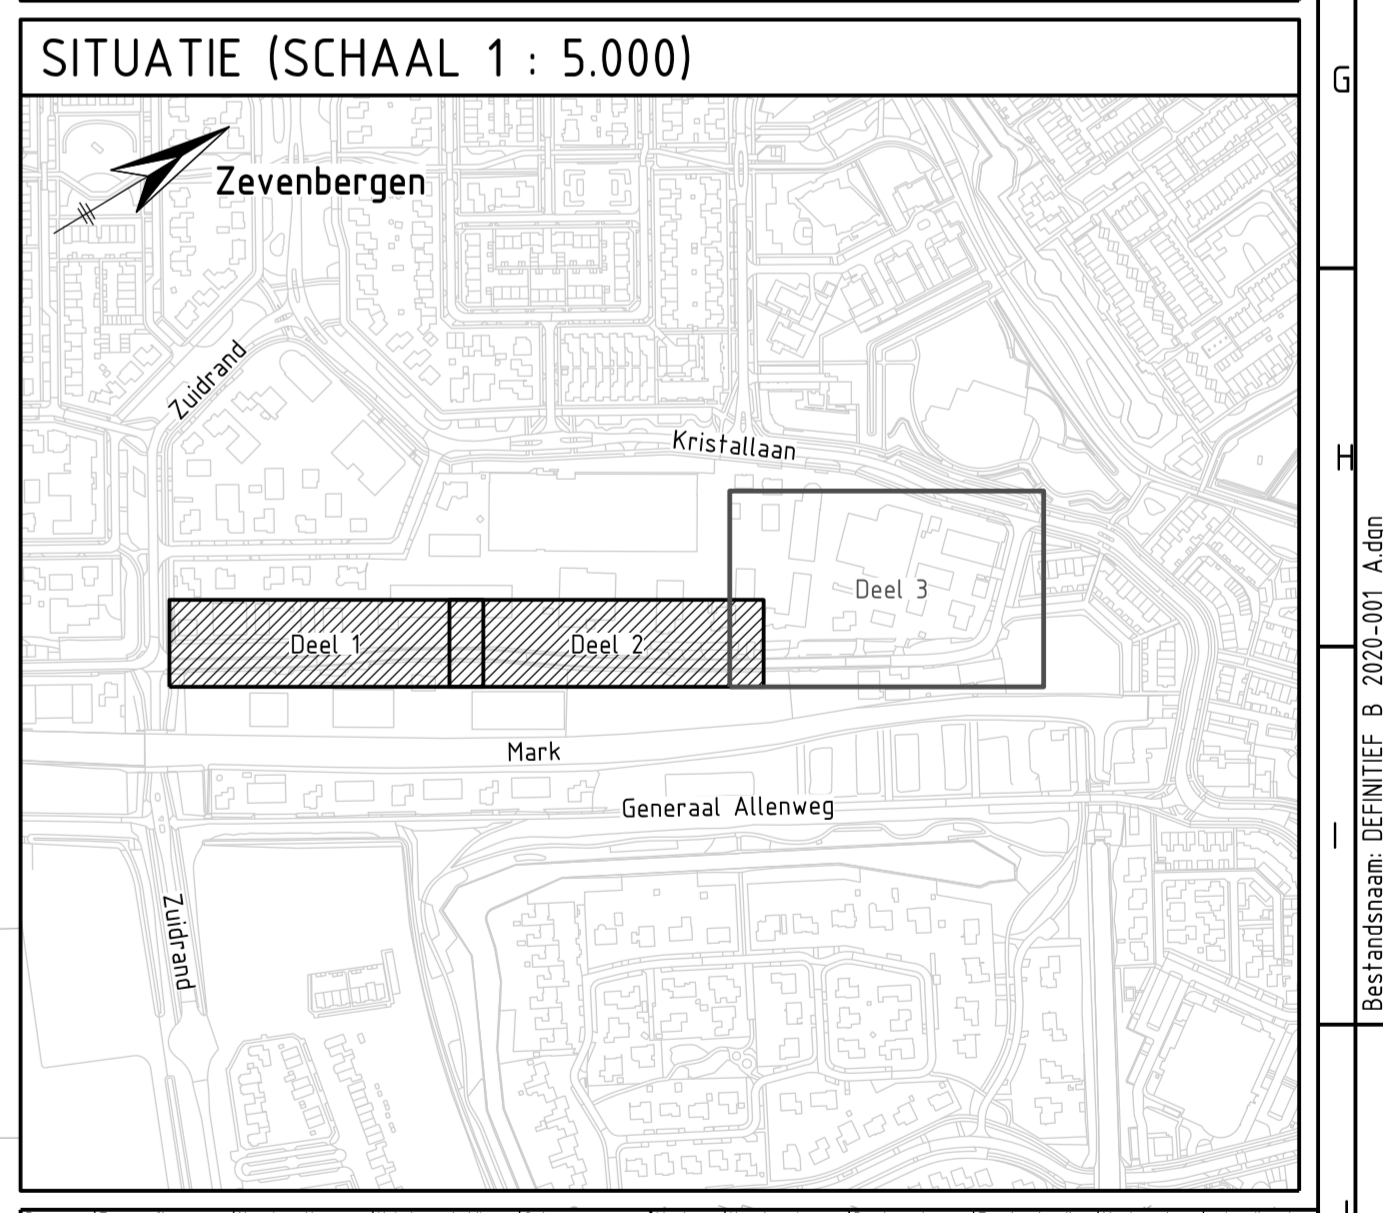 SITUATIE (SCHAAL 1 : 5.000)
G
Zevenbergen
Zuidrand
Kristallaan
H
Deel 3
Deel 1
Deel 2
Mark
Generaal Allenweg
I
Zuidrand
Bestandsnaam: DEFINITIEF B 2020-001 A.dgn